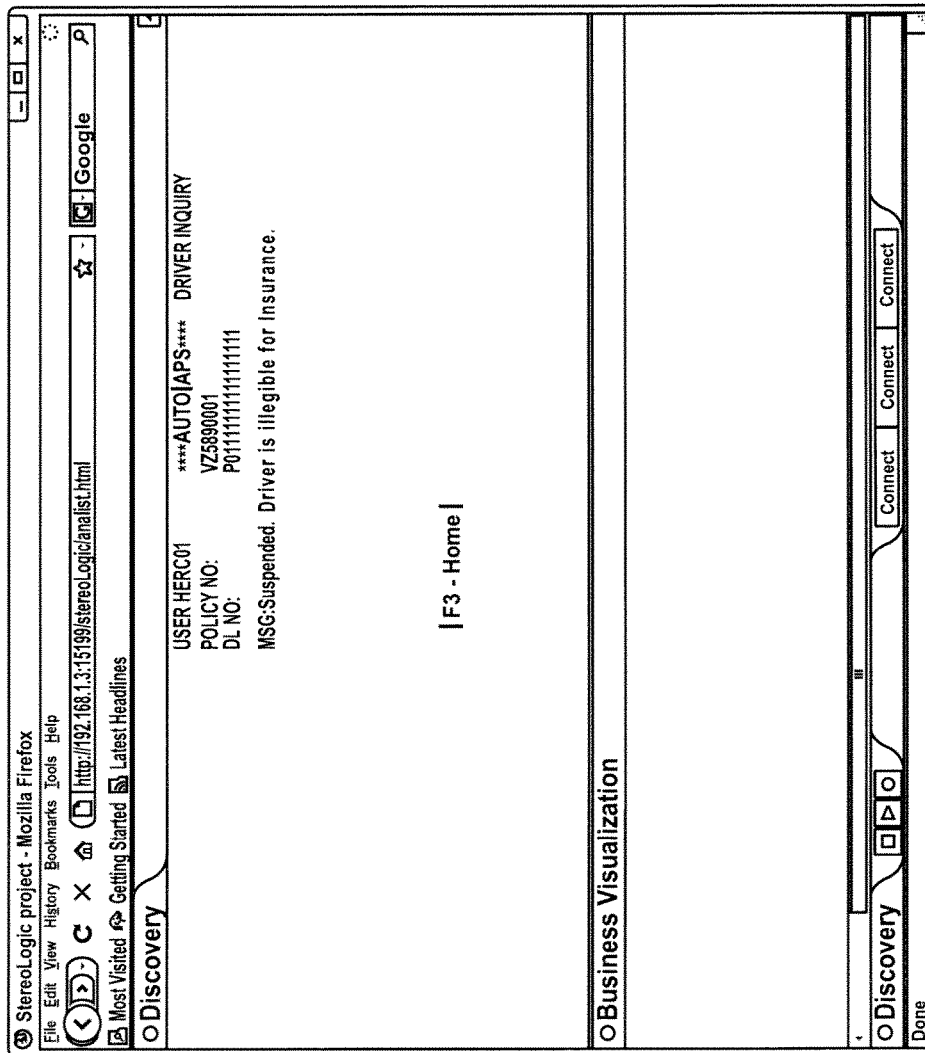 StereoLogic project - Mozilla Firefox
File Edit View History Bookmarks Tools Help
http://192.168.1.3:15199/stereoLogic/analist.html G Google
Most Visited Getting Started Latest Headlines
Discovery
USER HERC01 ****AUTO|APS**** DRIVER INQUIRY
POLICY NO: VZ5890001
DL NO: P01111111111111
MSG:Suspended. Driver is illegible for Insurance.
|F3 - Home|
Business Visualization
Discovery Connect Connect Connect
Done